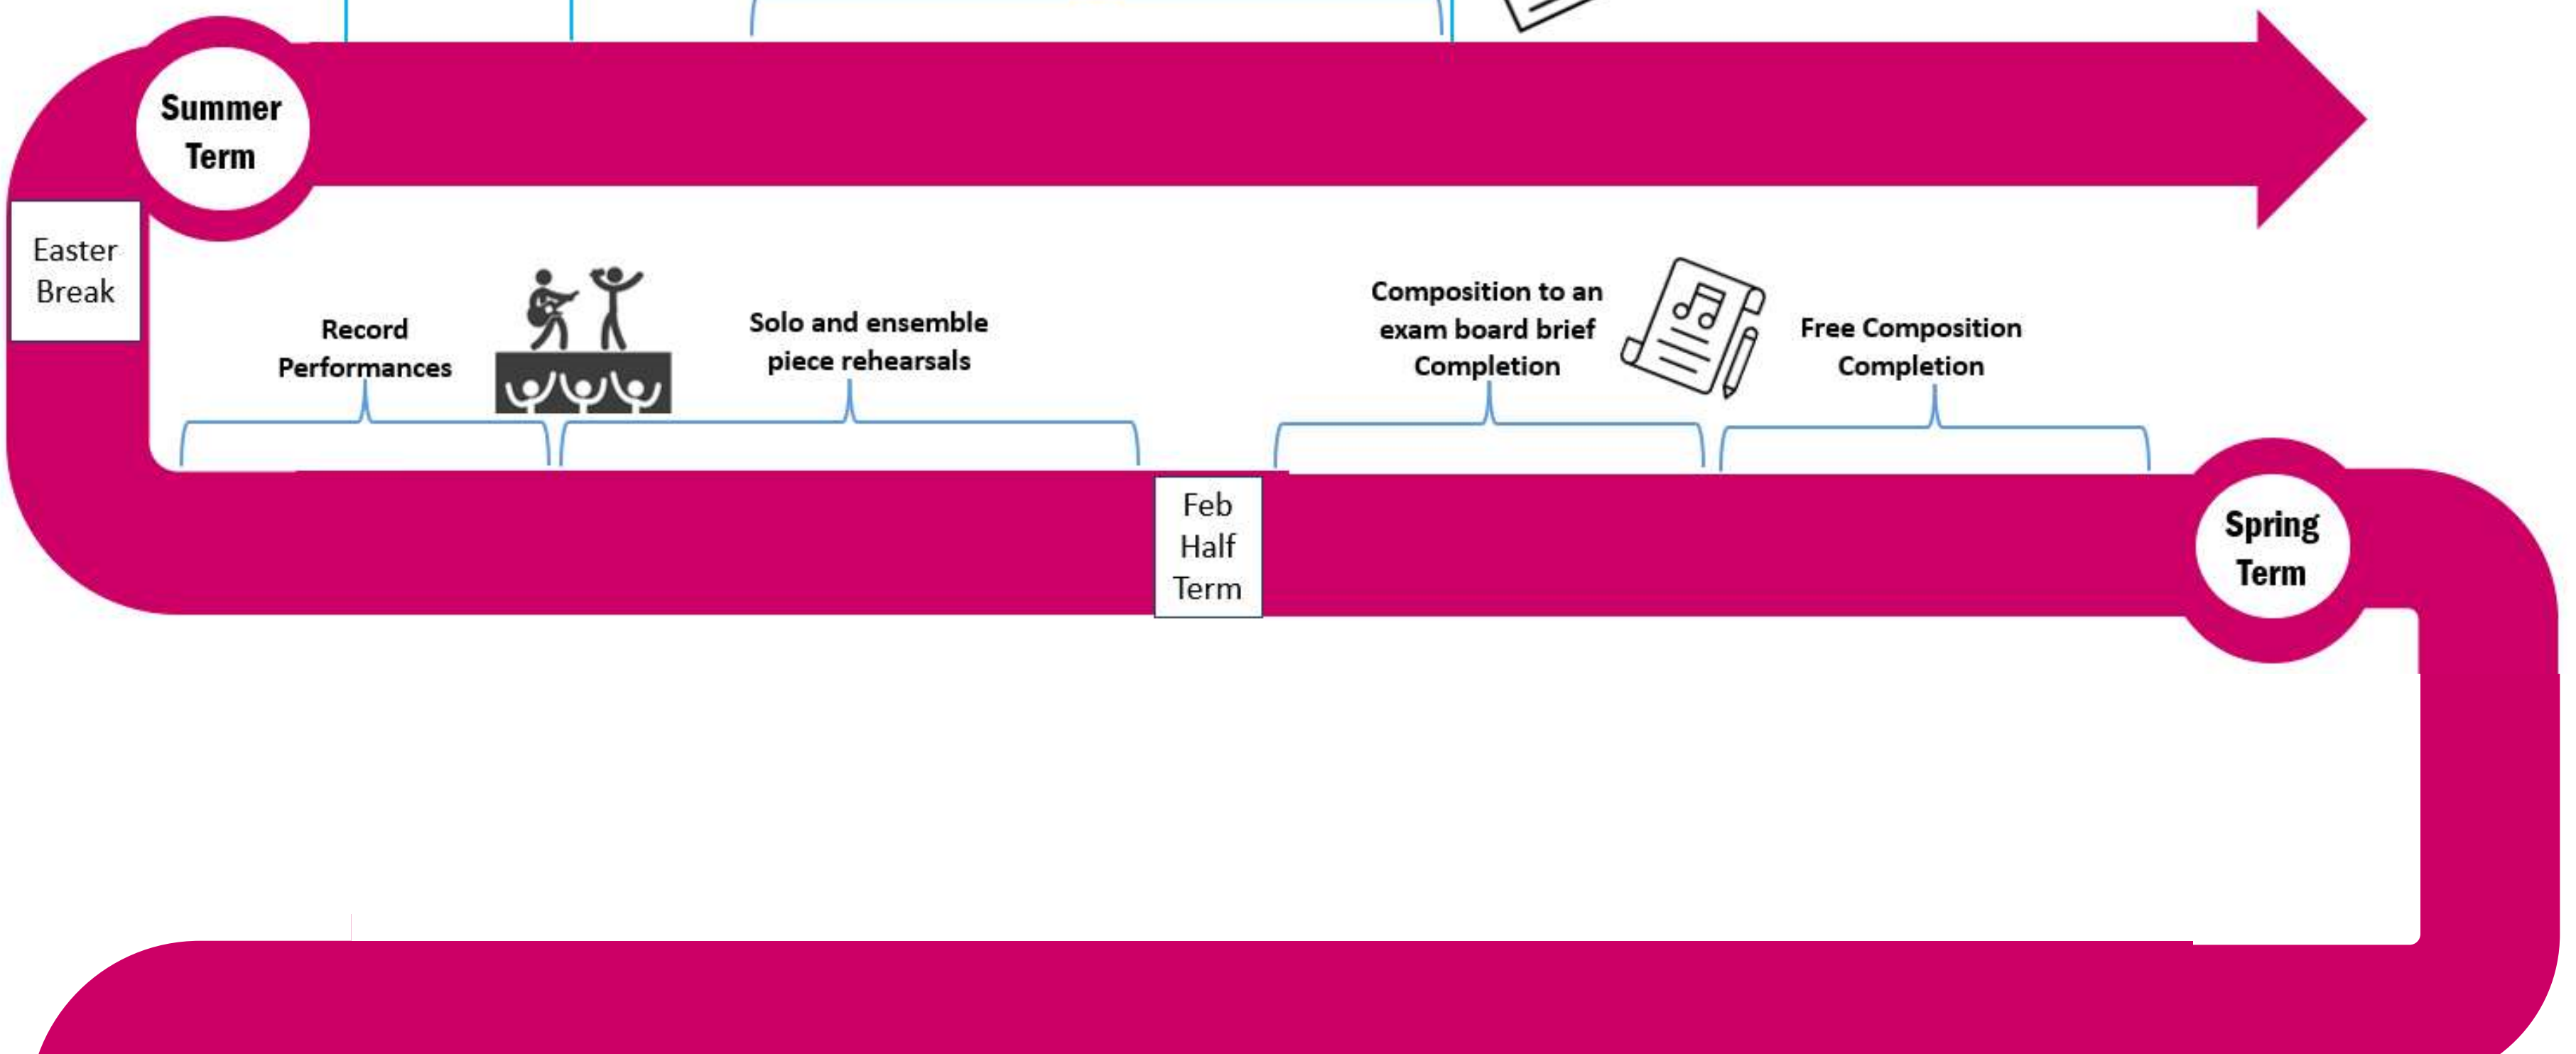 Summer
Term
Easter
Break
Record
Performances
Solo and ensemble
piece rehearsals
Composition to an
exam board brief
Completion
Free Composition
Completion
Feb
Half
Term
Spring
Term